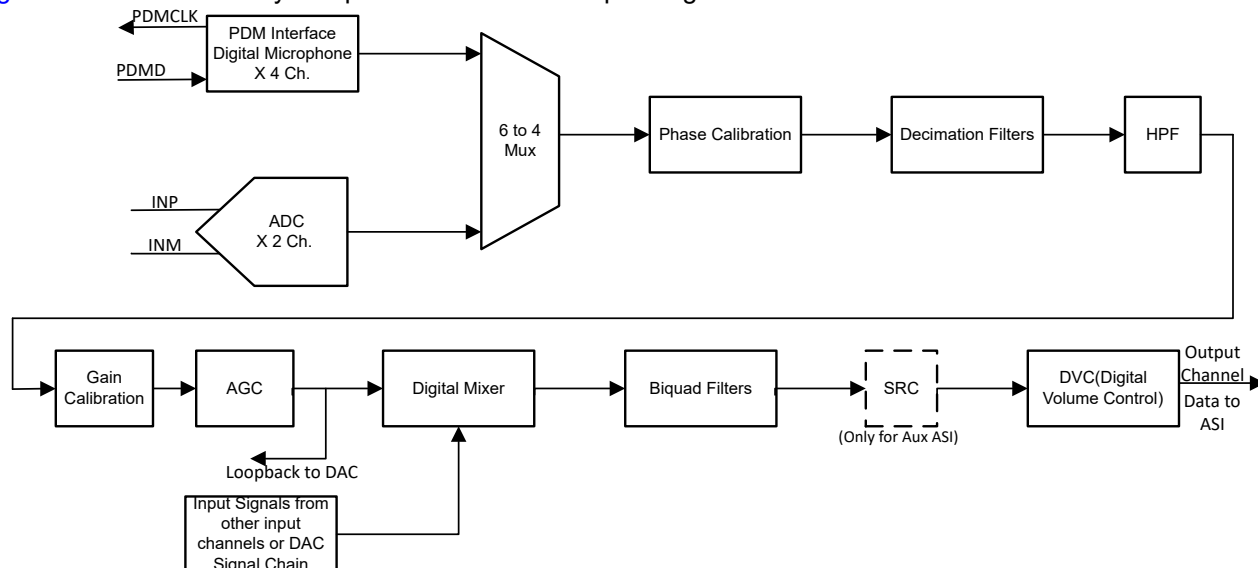 PDMCLK
PDM Interface
Digital Microphone
X 4 Ch.
PDMD
6 to 4
Mux
Phase Calibration
Decimation Filters
HPF
INP
INM
ADC
X 2 Ch.
Gain
Calibration
AGC
Digital Mixer
Biquad Filters
SRC
(Only for Aux ASI)
DVC(Digital
Volume Control)
Output
Channel
Data to
ASI
Loopback to DAC
Input Signals from
other input
channels or DAC
Signal Chain